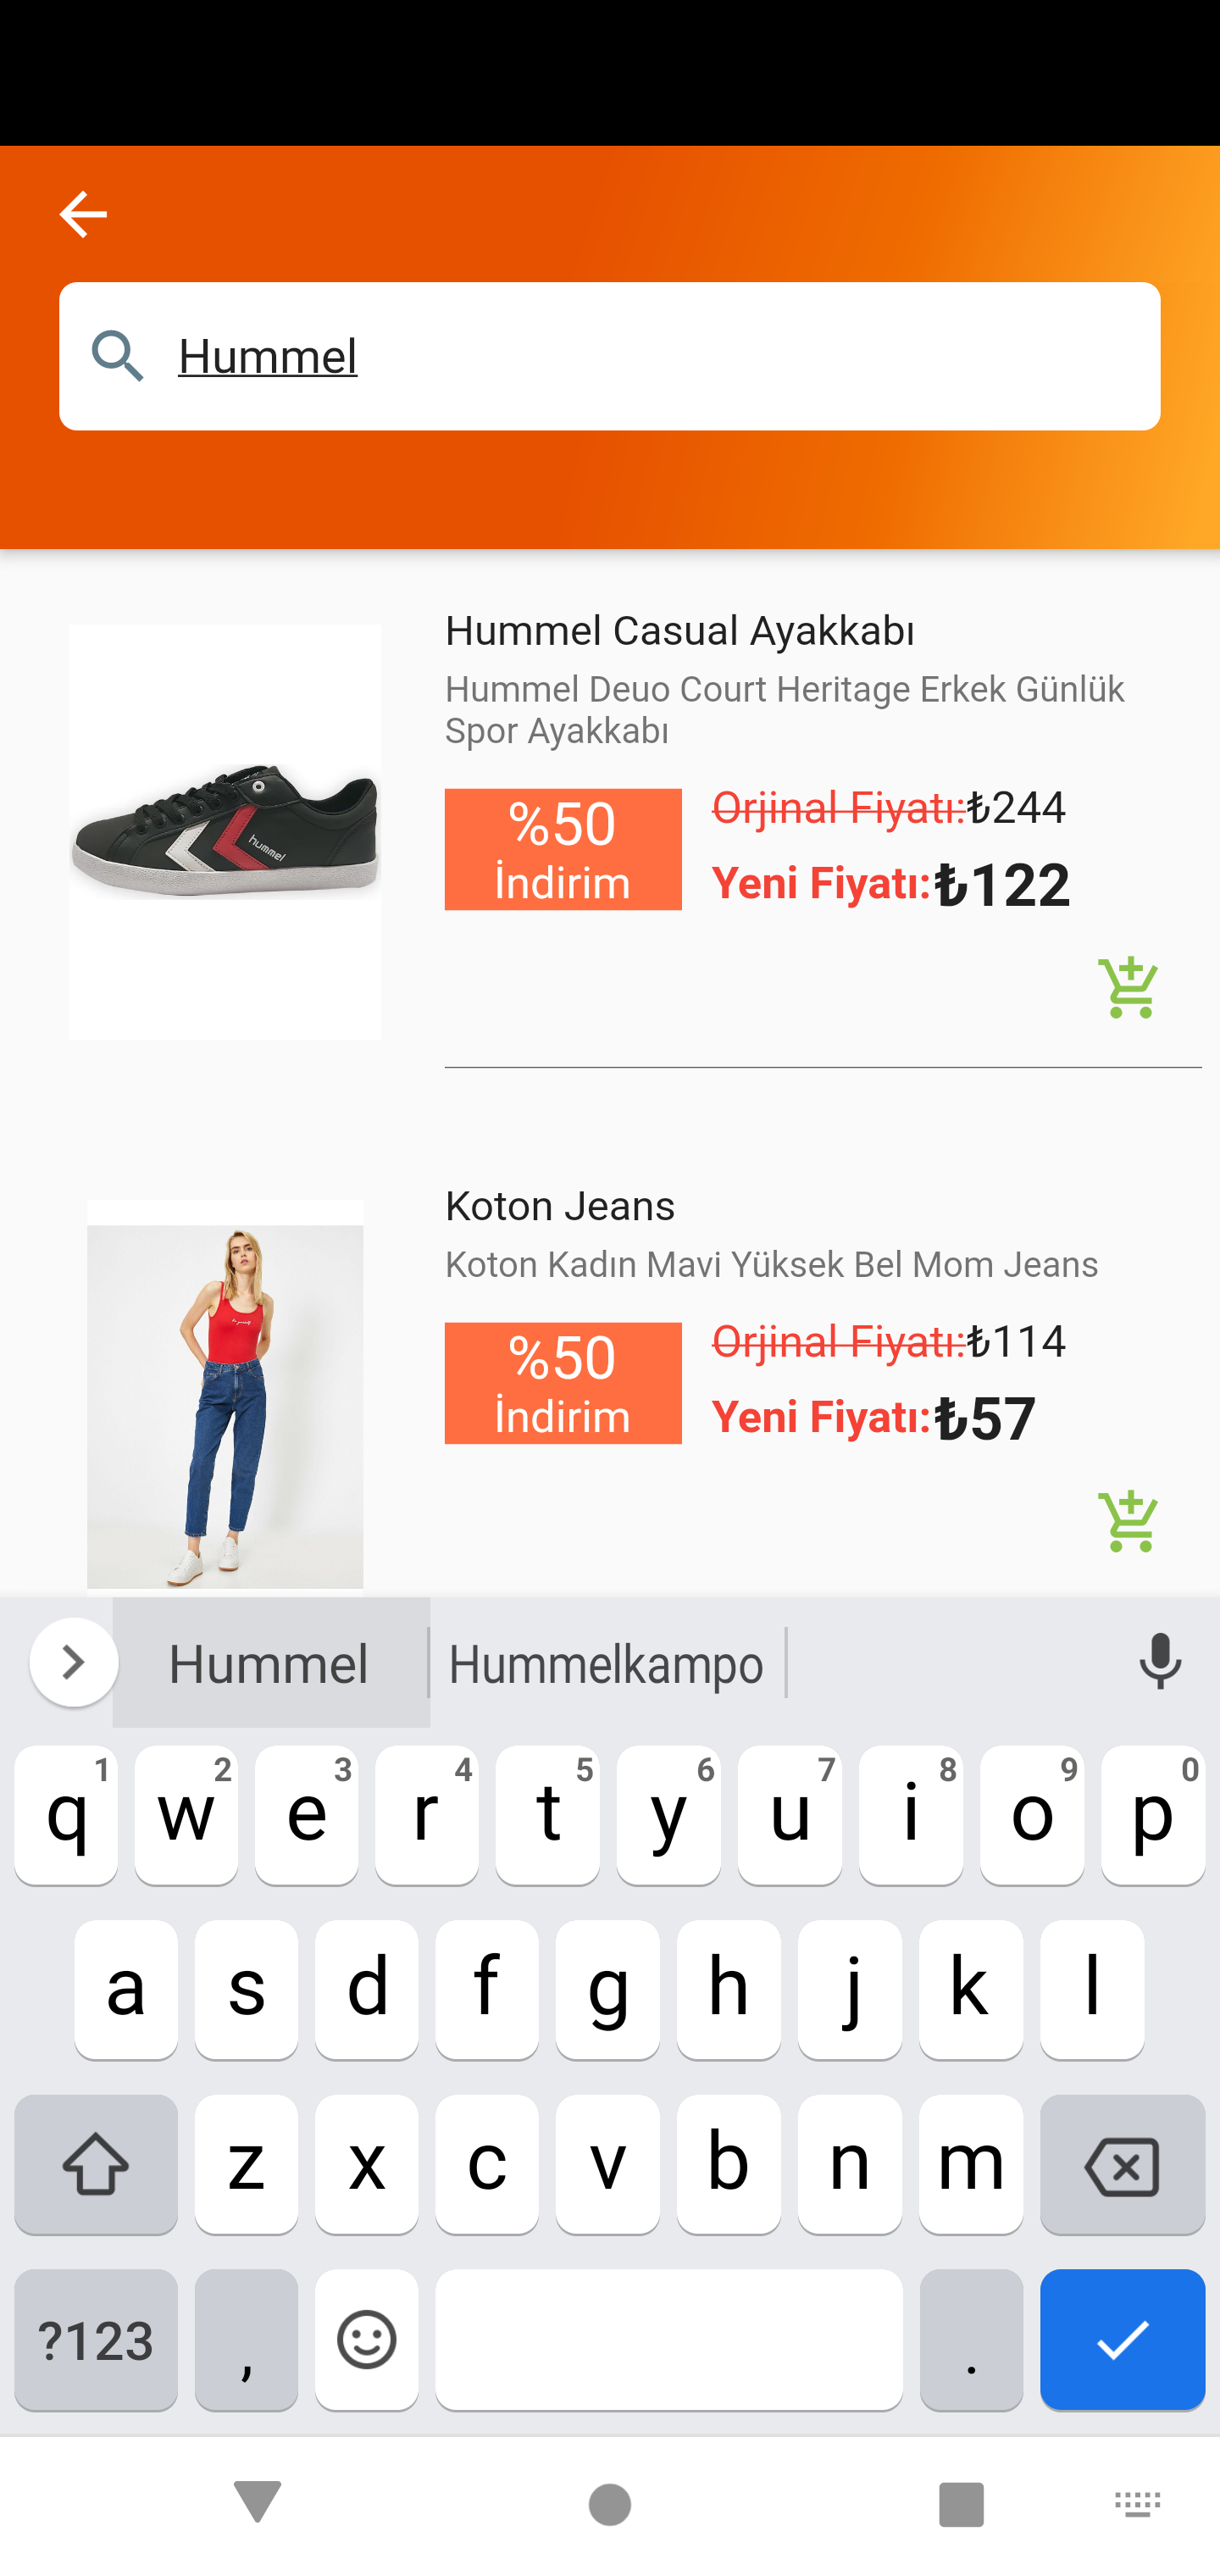 Hummel
Hummel Casual Ayakkabı
Hummel Deuo Court Heritage Erkek Günlük
Spor Ayakkabı
hummel
%50
İndirim
Orjinal Fiyatı:₺244
Yeni Fiyatı:₺122
Koton Jeans
Koton Kadın Mavi Yüksek Bel Mom Jeans
%50
İndirim
Orjinal Fiyatı:₺114
Yeni Fiyatı:₺57
Hummel Hummelkampo
1 2 3 4 5 6 7 8 9 0
q w e r t y u i o p
a s d f g h j k l
z x c v b n m
?123 , .